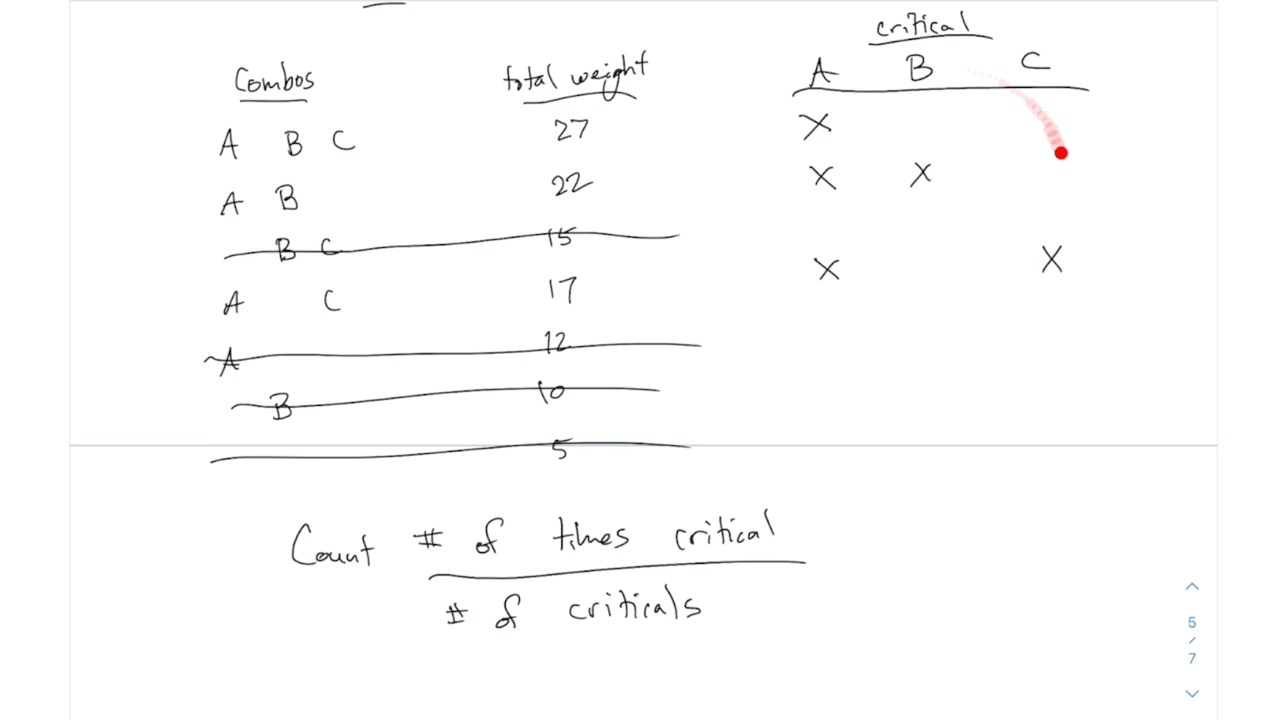 critical
Combos total weight A B C
A B C 27 X
A B 22 X X
B C 15
A C 17 X X
A 12
B 10
5
Count # of times critical
# of criticals
5
/
7